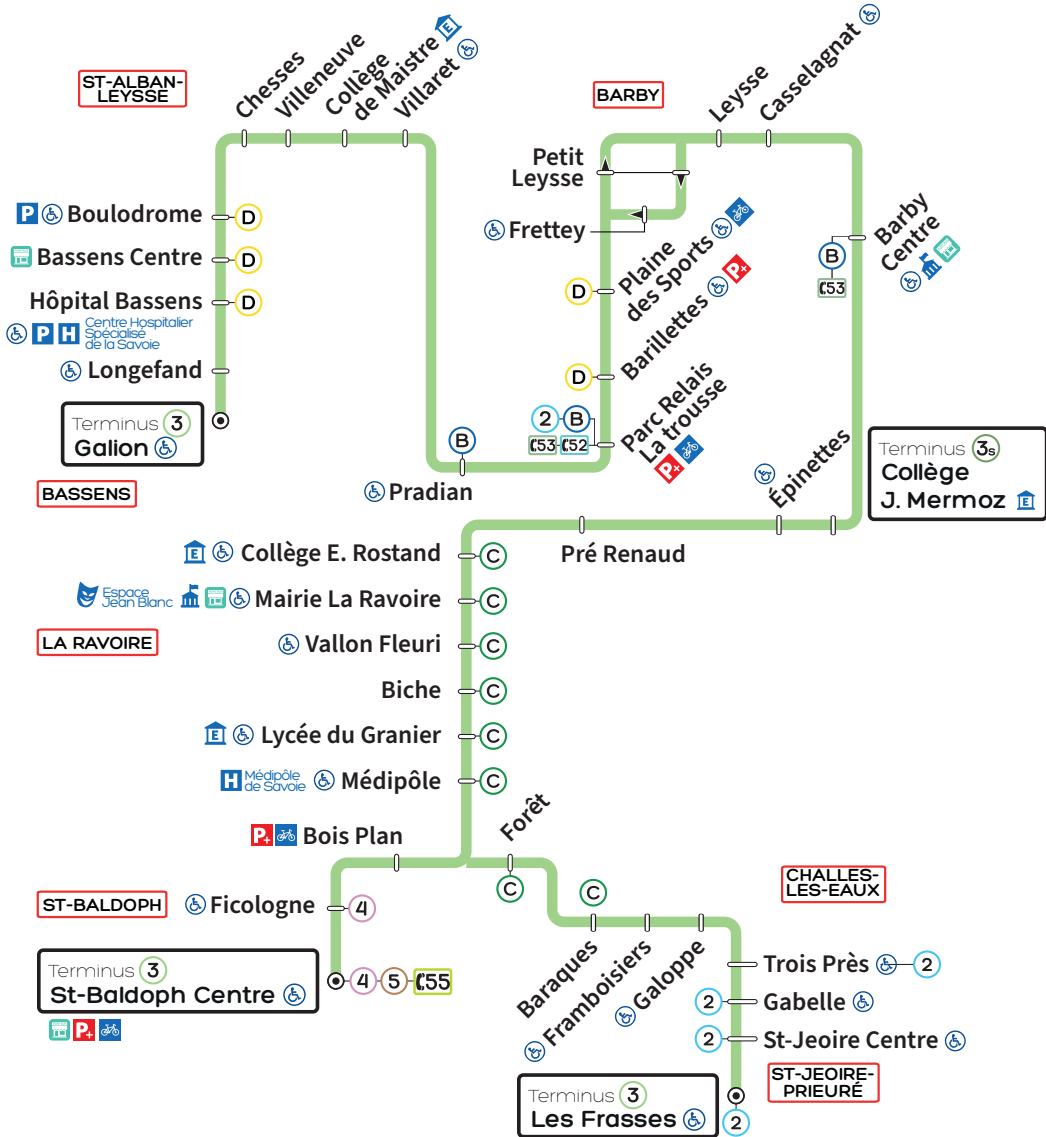 ST-ALBAN-
LEYSSE
Chesses
Villeneuve
Collège
de Maistre
E
Villaret
BARBY
Leysse
Casselagnat
Petit
Leysse
P
Boulodrome
D
Frettey
Plaine
des Sports
B
Barby
Centre
53
Bassens Centre
D
Hôpital Bassens
D
P H
Centre Hospitalier
Spécialisé
de la Savoie
D
Barillettes
P+
Longefand
D
Terminus 3
Galion
2 B
53 52
Parc Relais
La trousse
P+
B
Pradian
BASSENS
Épinettes
Terminus 3s
Collège
J. Mermoz
E
Pré Renaud
E
Collège E. Rostand
C
Espace
Jean Blanc
Mairie La Ravoire
C
LA RAVOIRE
Vallon Fleuri
C
Biche
C
E
Lycée du Granier
C
H
Médipôle
de Savoie
Médipôle
C
P+
Bois Plan
Forêt
C
C
CHALLES-
LES-EAUX
ST-BALDOPH
Ficologne
4
Baraques
Framboisiers
Galoppe
Trois Près
2
Terminus 3
St-Baldoph Centre
4 5 55
P+
2
Gabelle
2
St-Jeoire Centre
ST-JEOIRE-
PRIEURÉ
Terminus 3
Les Frasses
2